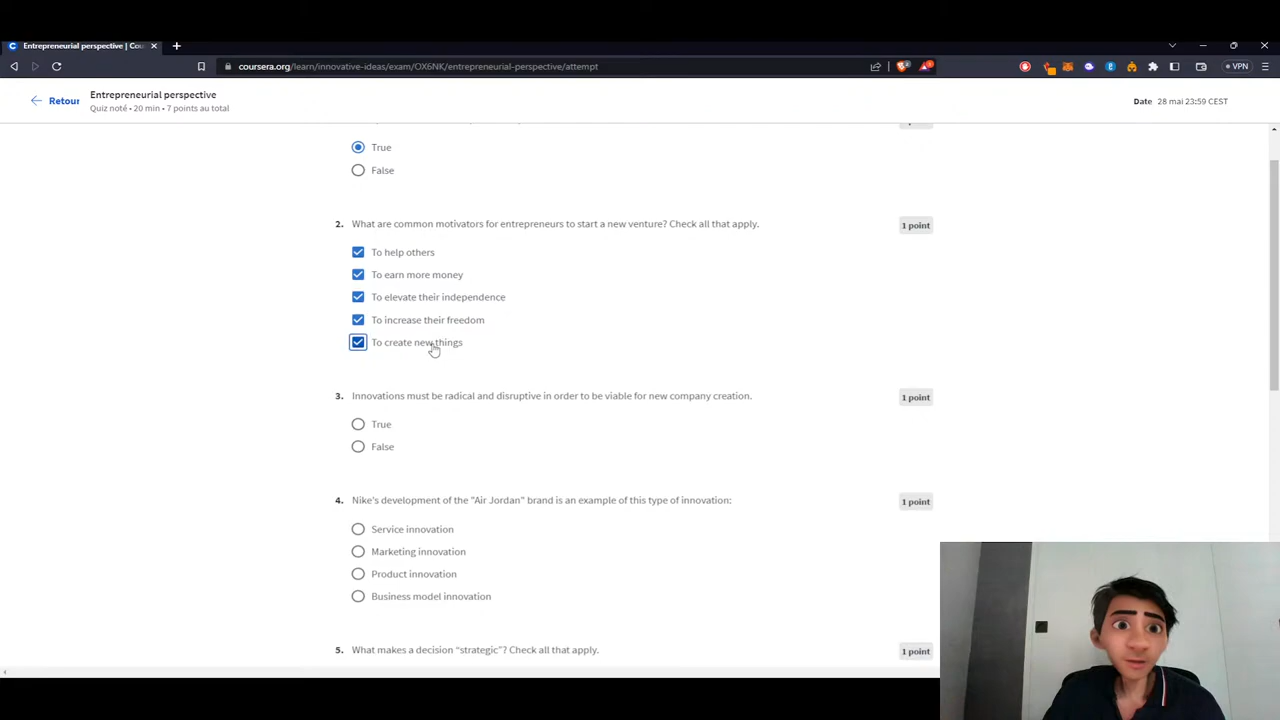 Entrepreneurial perspective | Cou
coursera.org/learn/innovative-ideas/exam/OX6NK/entrepreneurial-perspective/attempt
VPN
Retour
Entrepreneurial perspective
Quiz noté • 20 min • 7 points au total
Date 28 mai 23:59 CEST
True
False
2. What are common motivators for entrepreneurs to start a new venture? Check all that apply.
1 point
To help others
To earn more money
To elevate their independence
To increase their freedom
To create new things
3. Innovations must be radical and disruptive in order to be viable for new company creation.
1 point
True
False
4. Nike's development of the "Air Jordan" brand is an example of this type of innovation:
1 point
Service innovation
Marketing innovation
Product innovation
Business model innovation
5. What makes a decision “strategic”? Check all that apply.
1 point